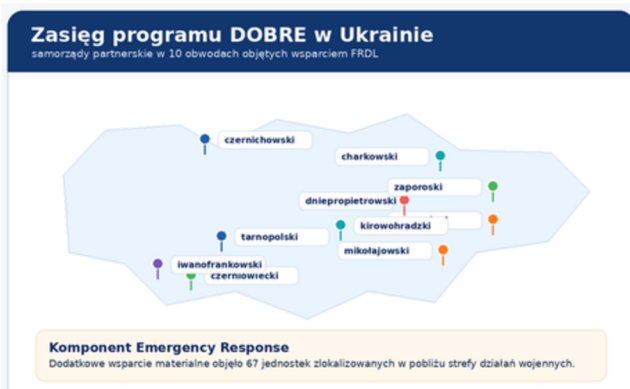 Zasięg programu DOBRE w Ukrainie
samorządy partnerskie w 10 obwodach objętych wsparciem FRDL
czernichowski
charkowski
zaporoski
dniepropietrowski
kirowohradzki
tarnopolski
mikołajowski
iwanofrankowski
czerniowiecki
Komponent Emergency Response
Dodatkowe wsparcie materialne objęło 67 jednostek zlokalizowanych w pobliżu strefy działań wojennych.